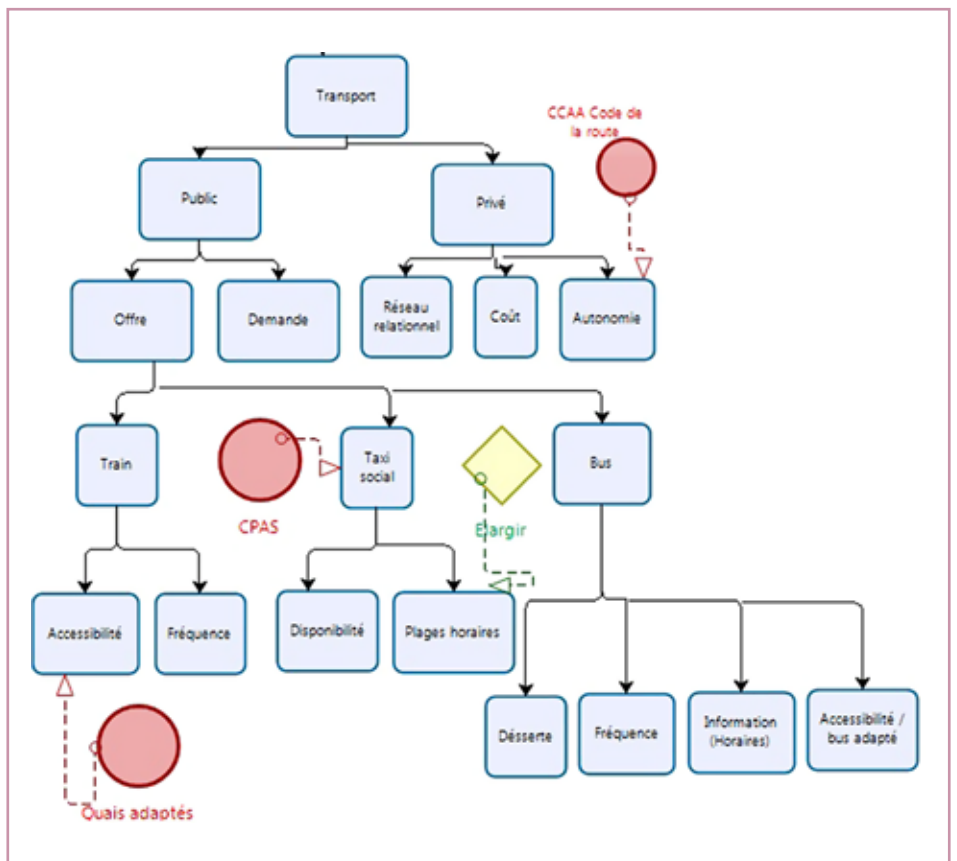 Transport
CCAA Code de
la route
Public
Privé
Offre
Demande
Réseau
relationnel
Coût
Autonomie
Train
CPAS
Taxi
social
Elargir
Bus
Accessibilité
Fréquence
Disponibilité
Plages horaires
Désserte
Fréquence
Information
(Horaires)
Accessibilité /
bus adapté
Quais adaptés